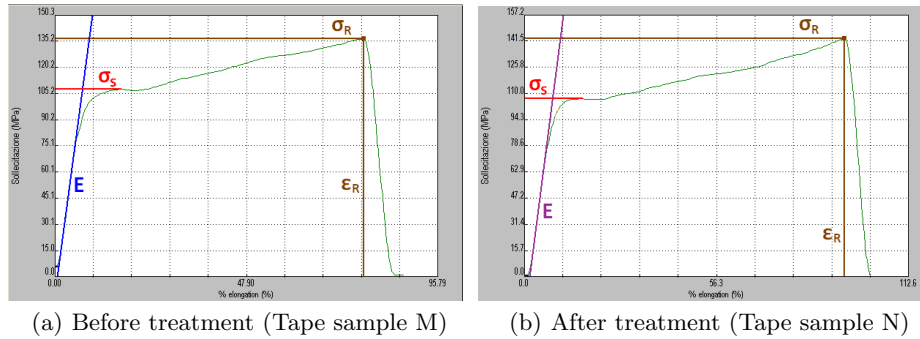 150.3
135.2
120.2
105.2
90.2
75.1
60.1
45.1
30.1
15.0
0.0
Sollecitazione (MPa)
σR
σS
E
εR
0.00
47.90
95.79
% elongation (%)
(a) Before treatment (Tape sample M)
157.2
141.5
125.8
110.0
94.3
78.6
62.9
47.2
31.4
15.7
0.0
Sollecitazione (MPa)
σR
σS
E
εR
0.0
56.3
112.6
% elongation (%)
(b) After treatment (Tape sample N)